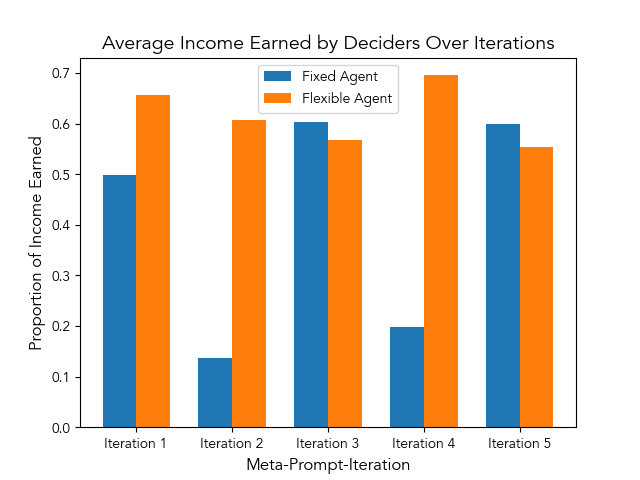 Average Income Earned by Deciders Over Iterations
Fixed Agent
Flexible Agent
Proportion of Income Earned
0.7
0.6
0.5
0.4
0.3
0.2
0.1
0.0
Iteration 1 Iteration 2 Iteration 3 Iteration 4 Iteration 5
Meta-Prompt-Iteration